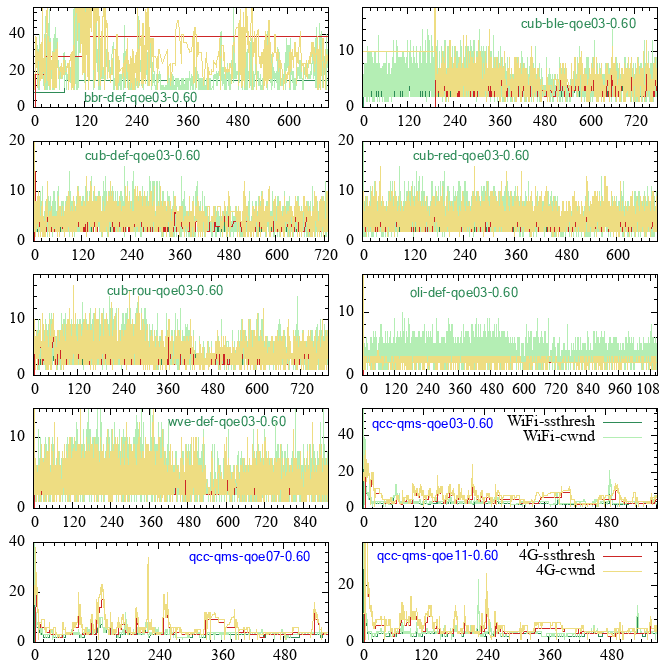 40
20
0
0 120 240 360 480 600
bbr-def-qoe03-0.60
10
0
0 120 240 360 480 600 720
cub-ble-qoe03-0.60
20
10
0
0 120 240 360 480 600 720
cub-def-qoe03-0.60
20
10
0
0 120 240 360 480 600
cub-red-qoe03-0.60
10
0
0 120 240 360 480 600 720
cub-rou-qoe03-0.60
10
0
0 120 240 360 480 600 720 840 960 108
oli-def-qoe03-0.60
10
0
0 120 240 360 480 600 720 840
wve-def-qoe03-0.60
40
20
0
0 120 240 360 480
qcc-qms-qoe03-0.60
WiFi-ssthresh
WiFi-cwnd
40
20
0
0 120 240 360 480
qcc-qms-qoe07-0.60
20
0
0 120 240 360 480
qcc-qms-qoe11-0.60
4G-ssthresh
4G-cwnd